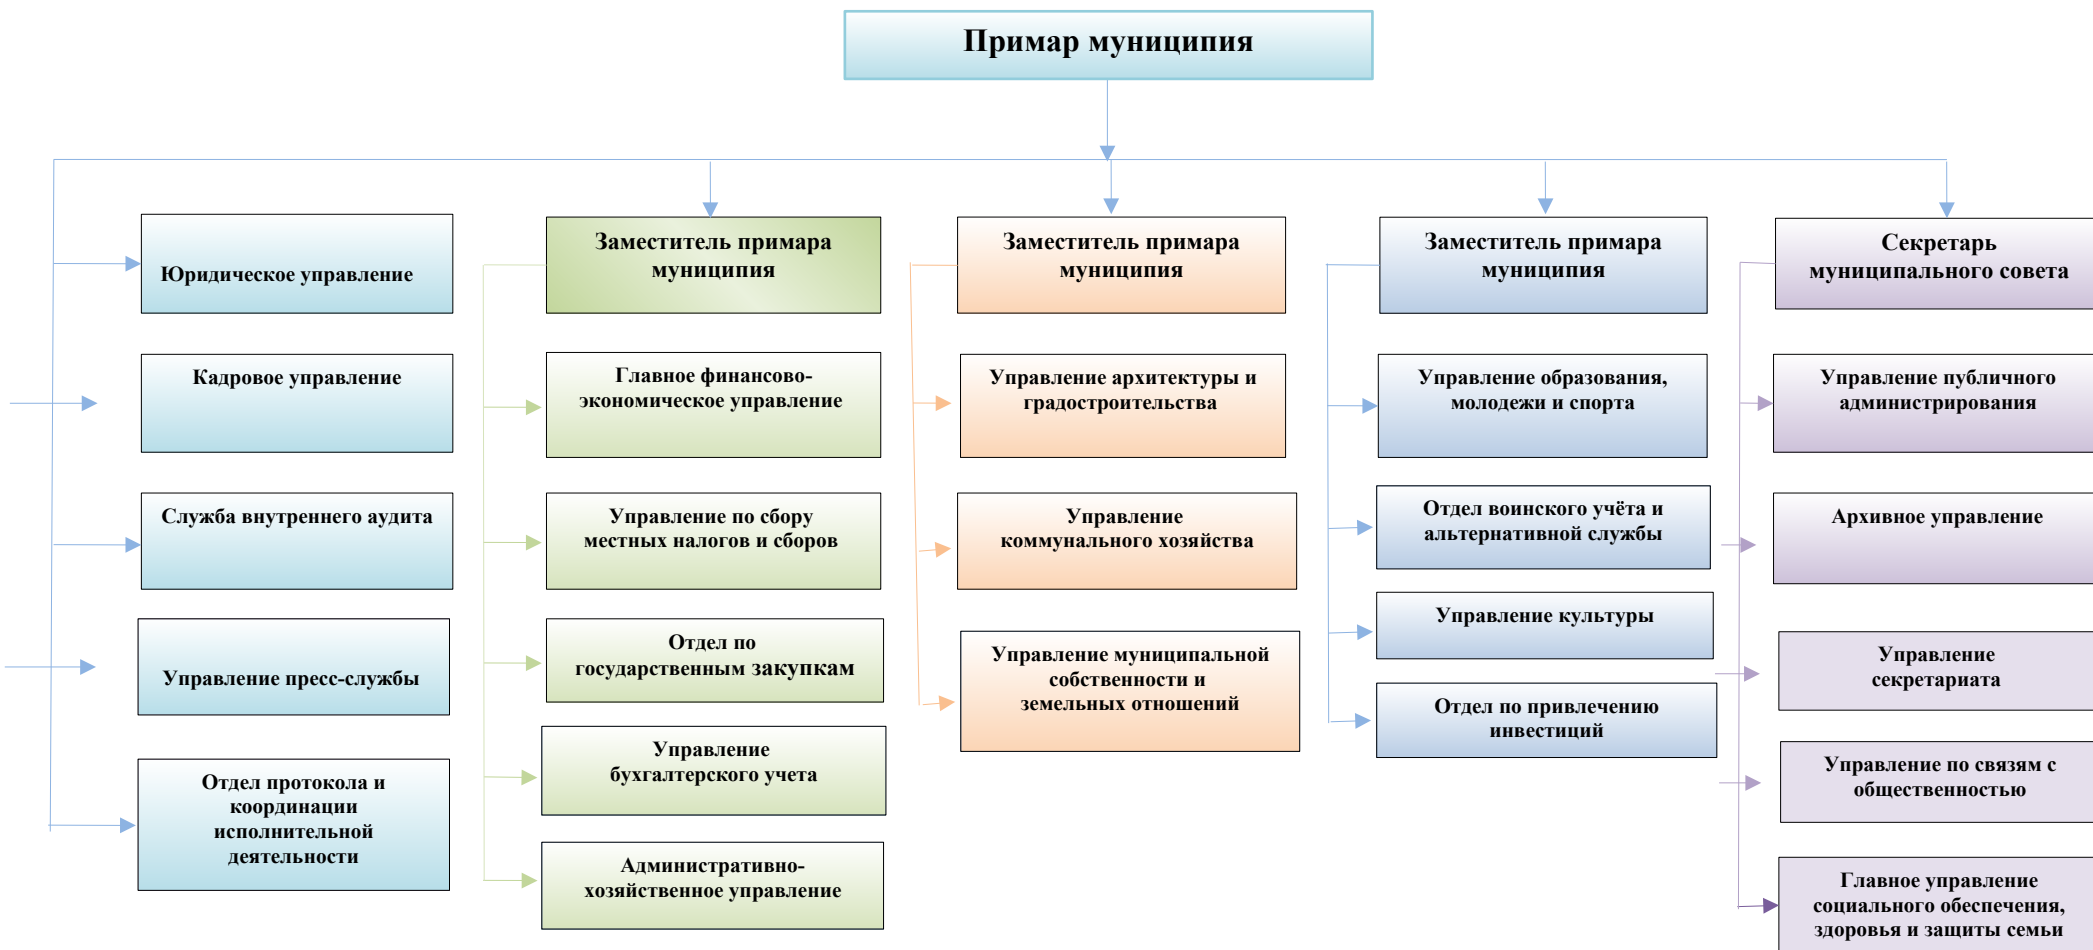 Примар муниципия
Юридическое управление
Кадровое управление
Служба внутреннего аудита
Управление пресс-службы
Отдел протокола и
координации
исполнительной
деятельности
Заместитель примара
муниципия
Главное финансово-
экономическое управление
Управление по сбору
местных налогов и сборов
Отдел по
государственным закупкам
Управление
бухгалтерского учета
Административно-
хозяйственное управление
Заместитель примара
муниципия
Управление архитектуры и
градостроительства
Управление
коммунального хозяйства
Управление муниципальной
собственности и
земельных отношений
Заместитель примара
муниципия
Управление образования,
молодежи и спорта
Отдел воинского учёта и
альтернативной службы
Управление культуры
Отдел по привлечению
инвестиций
Секретарь
муниципального совета
Управление публичного
администрирования
Архивное управление
Управление
секретариата
Управление по связям с
общественностью
Главное управление
социального обеспечения,
здоровья и защиты семьи